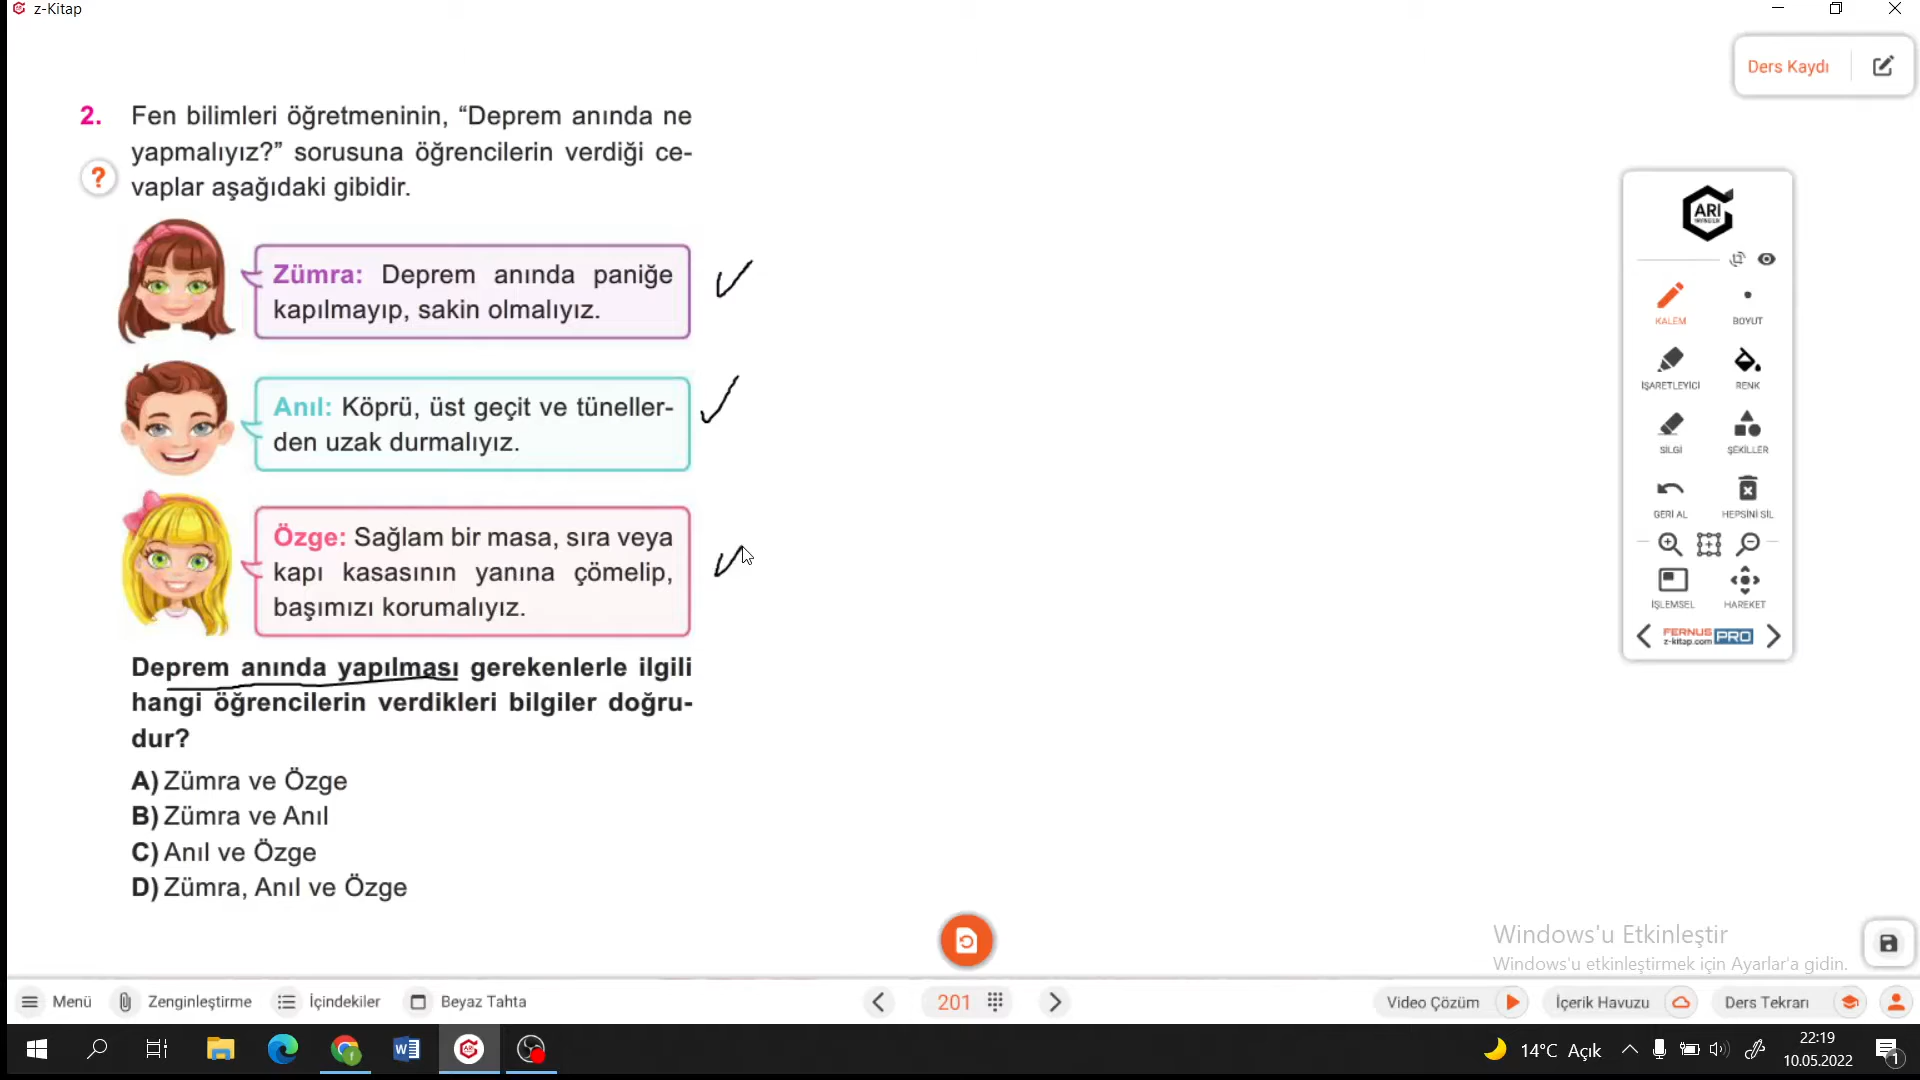 z-Kitap
Ders Kaydı
2. Fen bilimleri öğretmeninin, “Deprem anında ne
yapmalıyız?” sorusuna öğrencilerin verdiği ce-
? vaplar aşağıdaki gibidir.
Zümra: Deprem anında paniğe
kapılmayıp, sakin olmalıyız.
Anıl: Köprü, üst geçit ve tüneller-
den uzak durmalıyız.
Özge: Sağlam bir masa, sıra veya
kapı kasasının yanına çömelip,
başımızı korumalıyız.
Deprem anında yapılması gerekenlerle ilgili
hangi öğrencilerin verdikleri bilgiler doğru-
dur?
A) Zümra ve Özge
B) Zümra ve Anıl
C) Anıl ve Özge
D) Zümra, Anıl ve Özge
ARI
KALEM BOYUT
İŞARETLEYİCİ RENK
SİLGİ ŞEKİLLER
GERİ AL HEPSİNİ SİL
İŞLEMSEL HAREKET
FERNUS
z-kitap.com PRO
Windows'u Etkinleştir
Windows'u etkinleştirmek için Ayarlar'a gidin.
Menü Zenginleştirme İçindekiler Beyaz Tahta 201 Video Çözüm İçerik Havuzu Ders Tekrarı
14°C Açık 22:19
10.05.2022 1